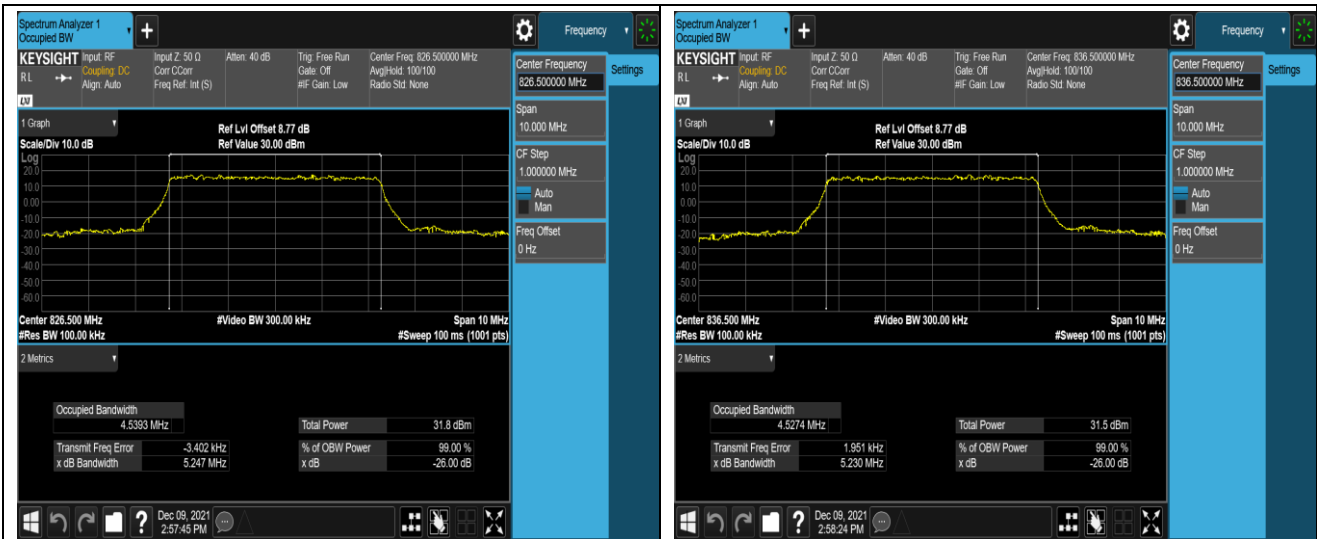 Spectrum Analyzer 1
Occupied BW
+
Frequency
KEYSIGHT Input: RF Input Z: 50 Ω Atten: 40 dB Trig: Free Run Center Freq: 826.500000 MHz
RL Coupling: DC Corr CCorr Gate: Off Avg|Hold: 100/100
Align: Auto Freq Ref: Int (S) #IF Gain: Low Radio Std: None
LXI
Center Frequency
826.500000 MHz
Settings
Span
10.000 MHz
CF Step
1.000000 MHz
Auto
Man
Freq Offset
0 Hz
1 Graph
Ref Lvl Offset 8.77 dB
Scale/Div 10.0 dB Ref Value 30.00 dBm
Log
20.0
10.0
0.00
-10.0
-20.0
-30.0
-40.0
-50.0
-60.0
Center 826.500 MHz #Video BW 300.00 kHz Span 10 MHz
#Res BW 100.00 kHz #Sweep 100 ms (1001 pts)
2 Metrics
Occupied Bandwidth
4.5393 MHz Total Power 31.8 dBm
Transmit Freq Error -3.402 kHz % of OBW Power 99.00 %
x dB Bandwidth 5.247 MHz x dB -26.00 dB
? Dec 09, 2021
2:57:45 PM
Spectrum Analyzer 1
Occupied BW
+
Frequency
KEYSIGHT Input: RF Input Z: 50 Ω Atten: 40 dB Trig: Free Run Center Freq: 836.500000 MHz
RL Coupling: DC Corr CCorr Gate: Off Avg|Hold: 100/100
Align: Auto Freq Ref: Int (S) #IF Gain: Low Radio Std: None
LXI
Center Frequency
836.500000 MHz
Settings
Span
10.000 MHz
CF Step
1.000000 MHz
Auto
Man
Freq Offset
0 Hz
1 Graph
Ref Lvl Offset 8.77 dB
Scale/Div 10.0 dB Ref Value 30.00 dBm
Log
20.0
10.0
0.00
-10.0
-20.0
-30.0
-40.0
-50.0
-60.0
Center 836.500 MHz #Video BW 300.00 kHz Span 10 MHz
#Res BW 100.00 kHz #Sweep 100 ms (1001 pts)
2 Metrics
Occupied Bandwidth
4.5274 MHz Total Power 31.5 dBm
Transmit Freq Error 1.951 kHz % of OBW Power 99.00 %
x dB Bandwidth 5.230 MHz x dB -26.00 dB
? Dec 09, 2021
2:58:24 PM